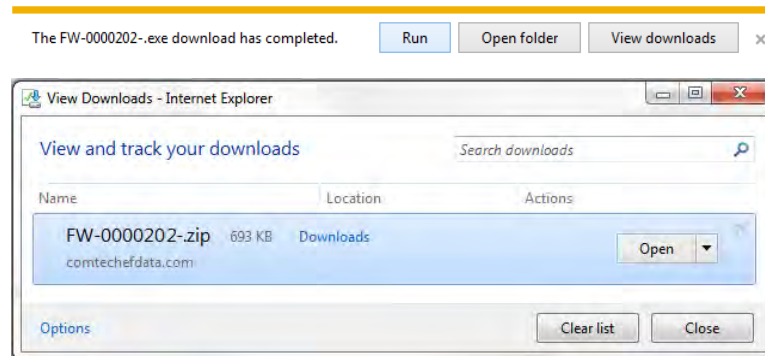 The FW-0000202-.exe download has completed. Run Open folder View downloads ×
View Downloads - Internet Explorer
View and track your downloads Search downloads
Name Location Actions
FW-0000202-.zip 693 KB Downloads Open
comtechefdata.com
Options Clear list Close